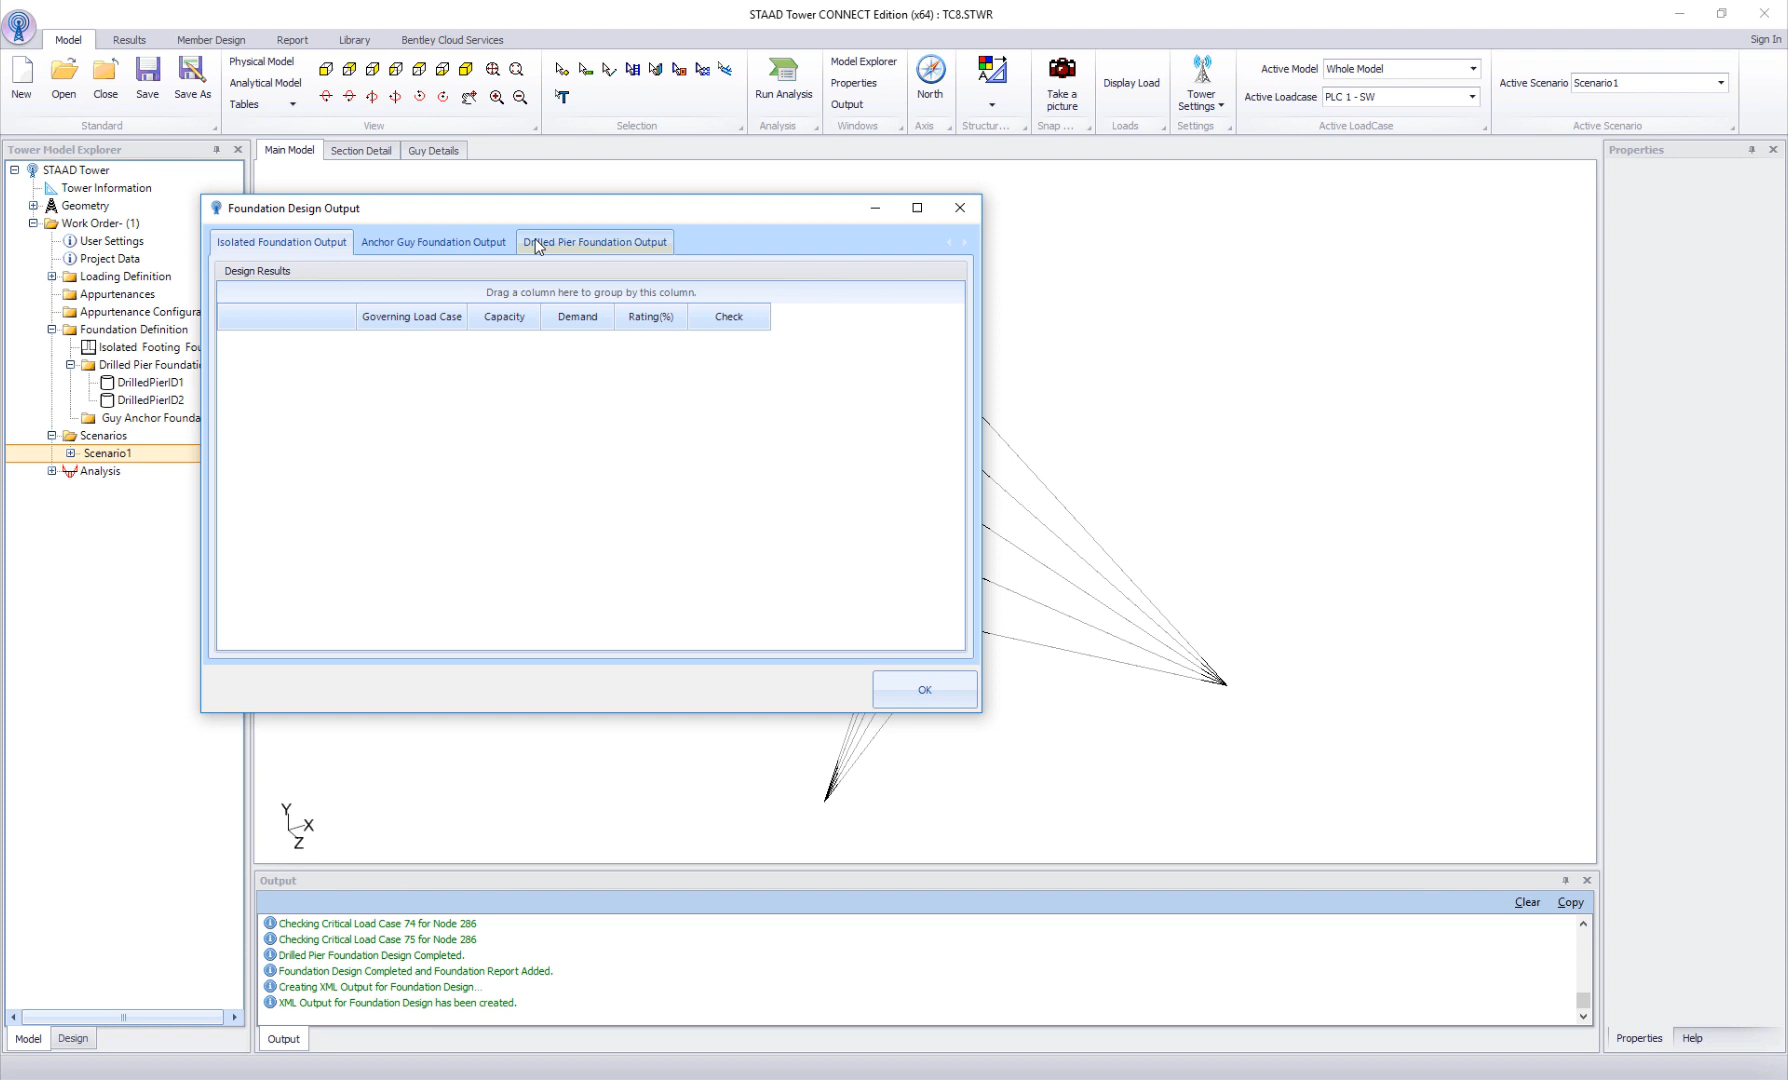 STAAD Tower CONNECT Edition (x64) : TC8.STWR
Model
Results
Member Design
Report
Library
Bentley Cloud Services
Sign In
New
Open
Close
Save
Save As
Standard
Physical Model
Analytical Model
Tables
View
Selection
Run Analysis
Analysis
Model Explorer
Properties
Output
Windows
North
Axis
Structur...
Take a picture
Snap ...
Display Load
Loads
Tower Settings
Settings
Active Model Whole Model
Active Loadcase PLC 1 - SW
Active LoadCase
Active Scenario Scenario1
Active Scenario
Tower Model Explorer
STAAD Tower
Tower Information
Geometry
Work Order- (1)
User Settings
Project Data
Loading Definition
Appurtenances
Appurtenance Configura
Foundation Definition
Isolated Footing Fou
Drilled Pier Foundati
DrilledPierID1
DrilledPierID2
Guy Anchor Founda
Scenarios
Scenario1
Analysis
Model
Design
Main Model
Section Detail
Guy Details
Foundation Design Output
Isolated Foundation Output
Anchor Guy Foundation Output
Drilled Pier Foundation Output
Design Results
Drag a column here to group by this column.
Governing Load Case
Capacity
Demand
Rating(%)
Check
OK
Y
X
Z
Output
Clear
Copy
Checking Critical Load Case 74 for Node 286
Checking Critical Load Case 75 for Node 286
Drilled Pier Foundation Design Completed.
Foundation Design Completed and Foundation Report Added.
Creating XML Output for Foundation Design...
XML Output for Foundation Design has been created.
Output
Properties
Properties
Help